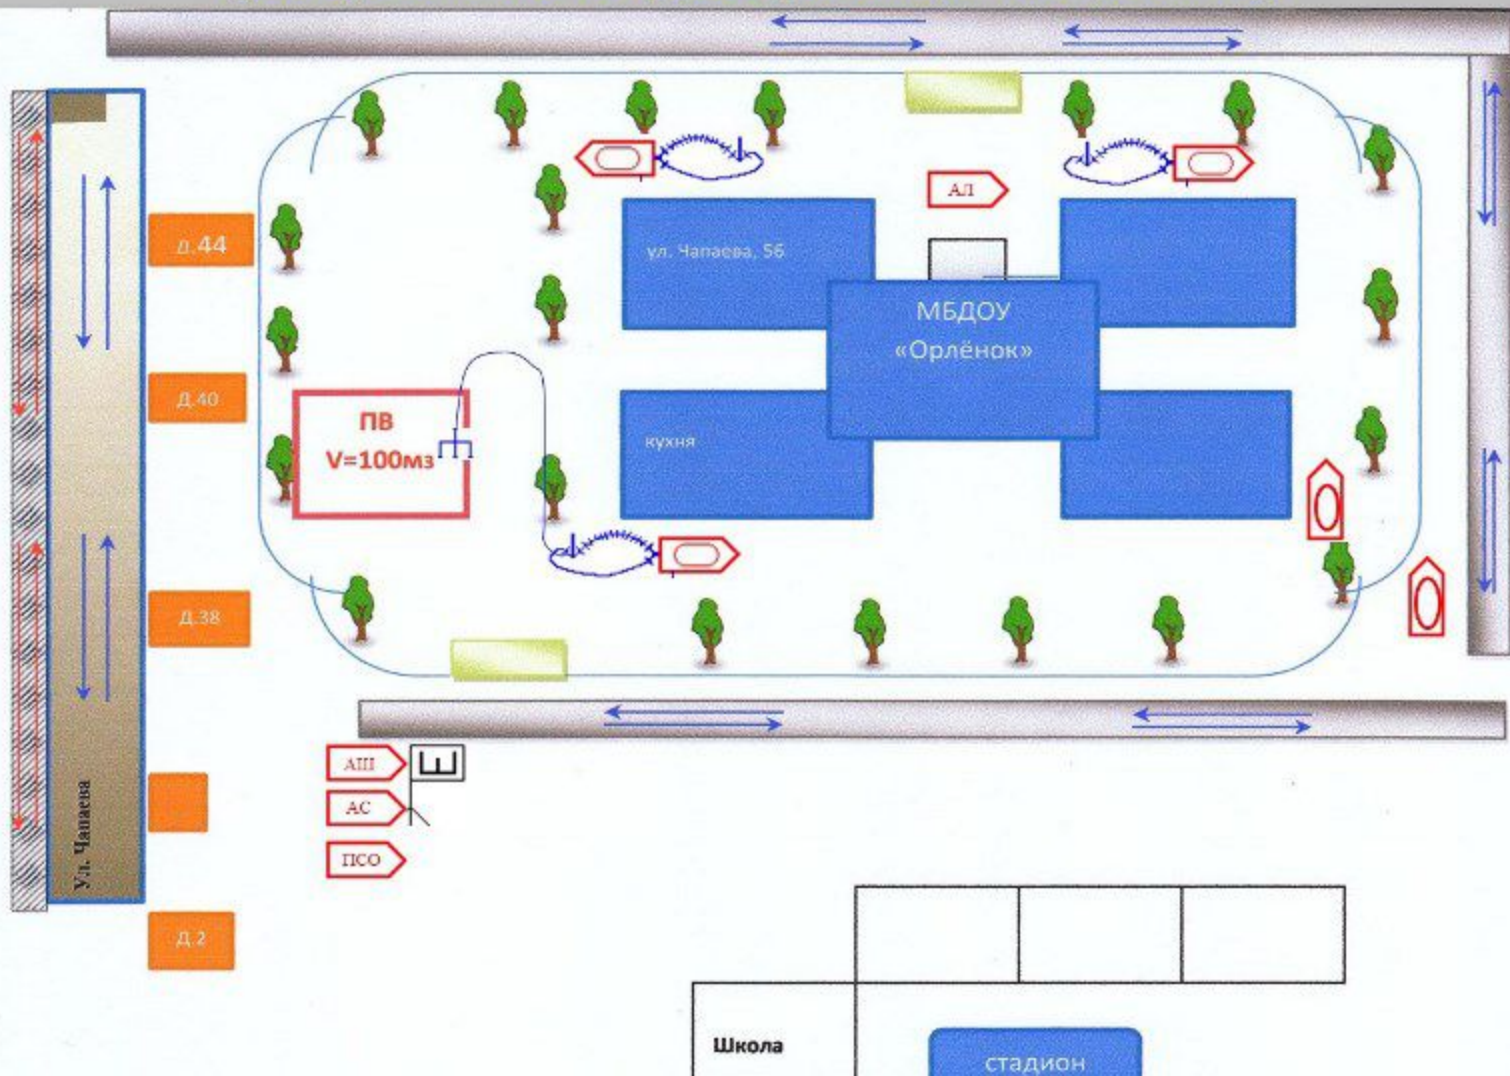 АЛ
д.44
ул. Чапаева, 56
МБДОУ
«Орлёнок»
Д.40
ПВ
V=100мз
кухня
Д.38
АШ
Ш
АС
ПСО
Ул. Чапаева
Д.2
Школа
стадион